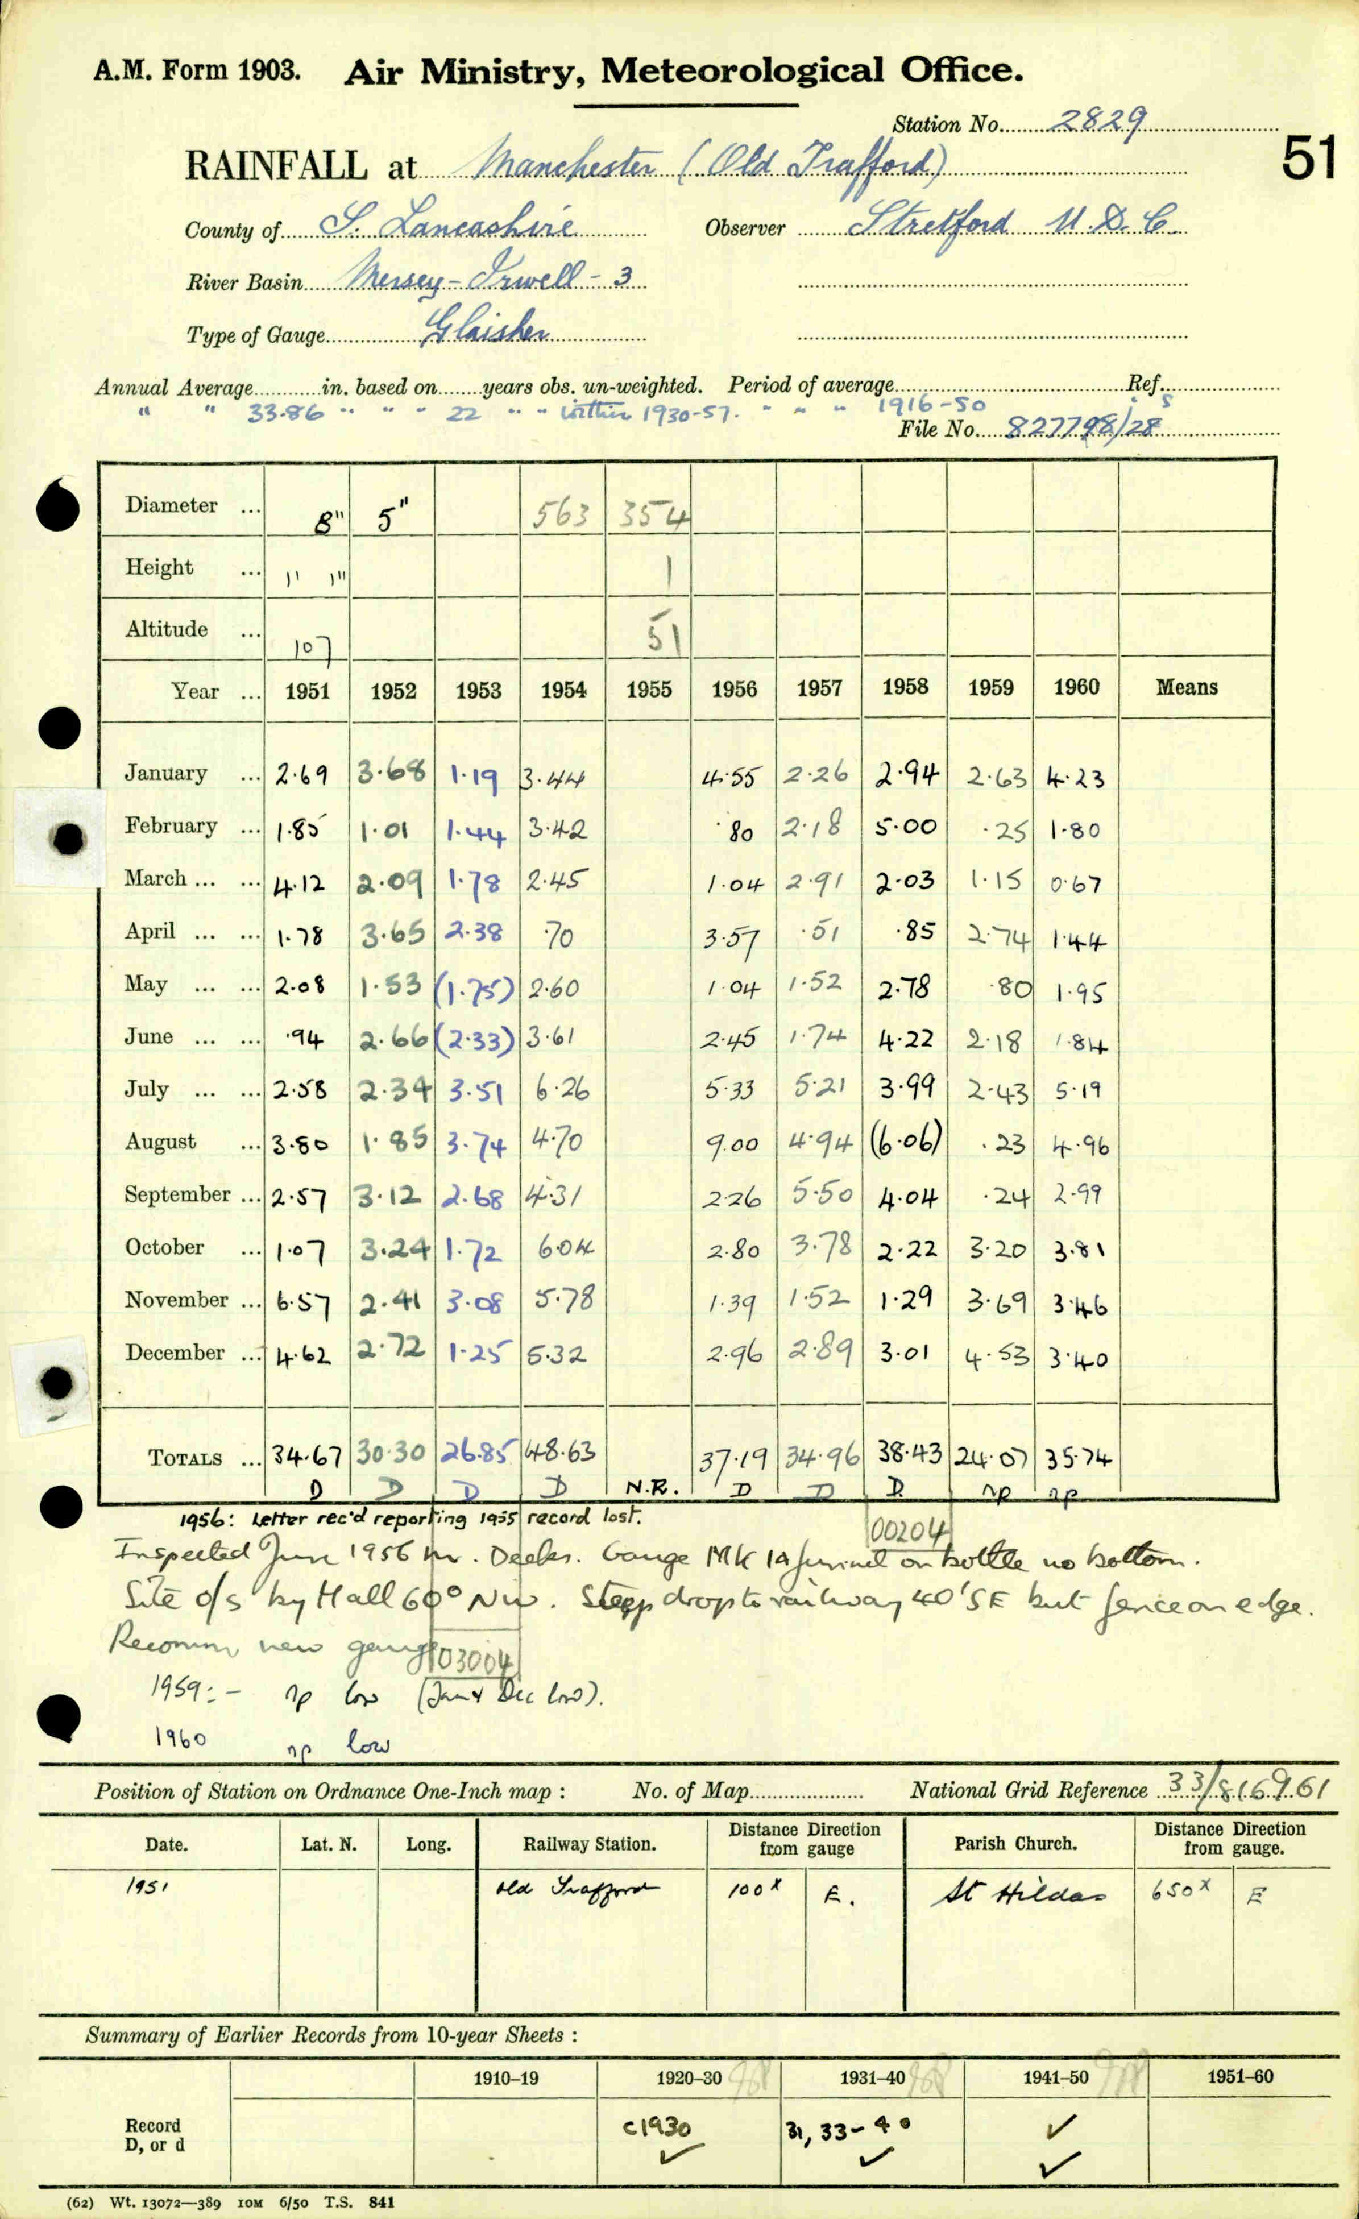 A.M. Form 1903. Air Ministry, Meteorological Office.
Station No. 2829
51
RAINFALL at Manchester (Old Trafford)
County of S. Lancashire Observer Stretford U.D.C.
River Basin Mersey - Irwell - 3
Type of Gauge Glaisher
Annual Average in. based on years obs. un-weighted. Period of average Ref.
" " 33.86 " " " 22 " " within 1930-57. " " " 1916-50
File No. 827798/28
Diameter ... 8" 5" 563 354
Height ... 1' 1" 1
Altitude ... 107 51
Year ... 1951 1952 1953 1954 1955 1956 1957 1958 1959 1960 Means
January ... 2.69 3.68 1.19 3.44 4.55 2.26 2.94 2.63 4.23
February ... 1.85 1.01 1.44 3.42 .80 2.18 5.00 .25 1.80
March ... ... 4.12 2.09 1.78 2.45 1.04 2.91 2.03 1.15 0.67
April ... ... 1.78 3.65 2.38 .70 3.57 .51 .85 2.74 1.44
May ... ... 2.08 1.53 (1.75) 2.60 1.04 1.52 2.78 .80 1.95
June ... ... .94 2.66 (2.33) 3.61 2.45 1.74 4.22 2.18 1.84
July ... ... 2.58 2.34 3.51 6.26 5.33 5.21 3.99 2.43 5.19
August ... 3.80 1.85 3.74 4.70 9.00 4.94 (6.06) .23 4.96
September ... 2.57 3.12 2.68 4.31 2.26 5.50 4.04 .24 2.99
October ... 1.07 3.24 1.72 6.04 2.80 3.78 2.22 3.20 3.81
November ... 6.57 2.41 3.08 5.78 1.39 1.52 1.29 3.69 3.46
December ... 4.62 2.72 1.25 5.32 2.96 2.89 3.01 4.53 3.40
TOTALS ... 34.67 30.30 26.85 48.63 37.19 34.96 38.43 24.07 35.74
D D D D N.R. D D D np np
1956: Letter rec'd reporting 1955 record lost.
00204
Inspected June 1956 Mr. Gauge MK 1A funnel on bottle no bottom.
Site o/s by Hall 60° NW. Steep drop to railway 40' SE but fence on edge.
Recomm new gauge
03004
1959:- np low (Jan & Dec low).
1960 np low
Position of Station on Ordnance One-Inch map : No. of Map National Grid Reference 33/816961
Date. Lat. N. Long. Railway Station. Distance from Direction gauge Parish Church. Distance from Direction gauge.
1951 Old Trafford 100x E. St Hildas 650x E
Summary of Earlier Records from 10-year Sheets :
1910–19 1920–30 1931–40 1941–50 1951–60
Record D, or d c1930 ✓ 31, 33-40 ✓ ✓ ✓
(62) Wt. 13072—389 10M 6/50 T.S. 841